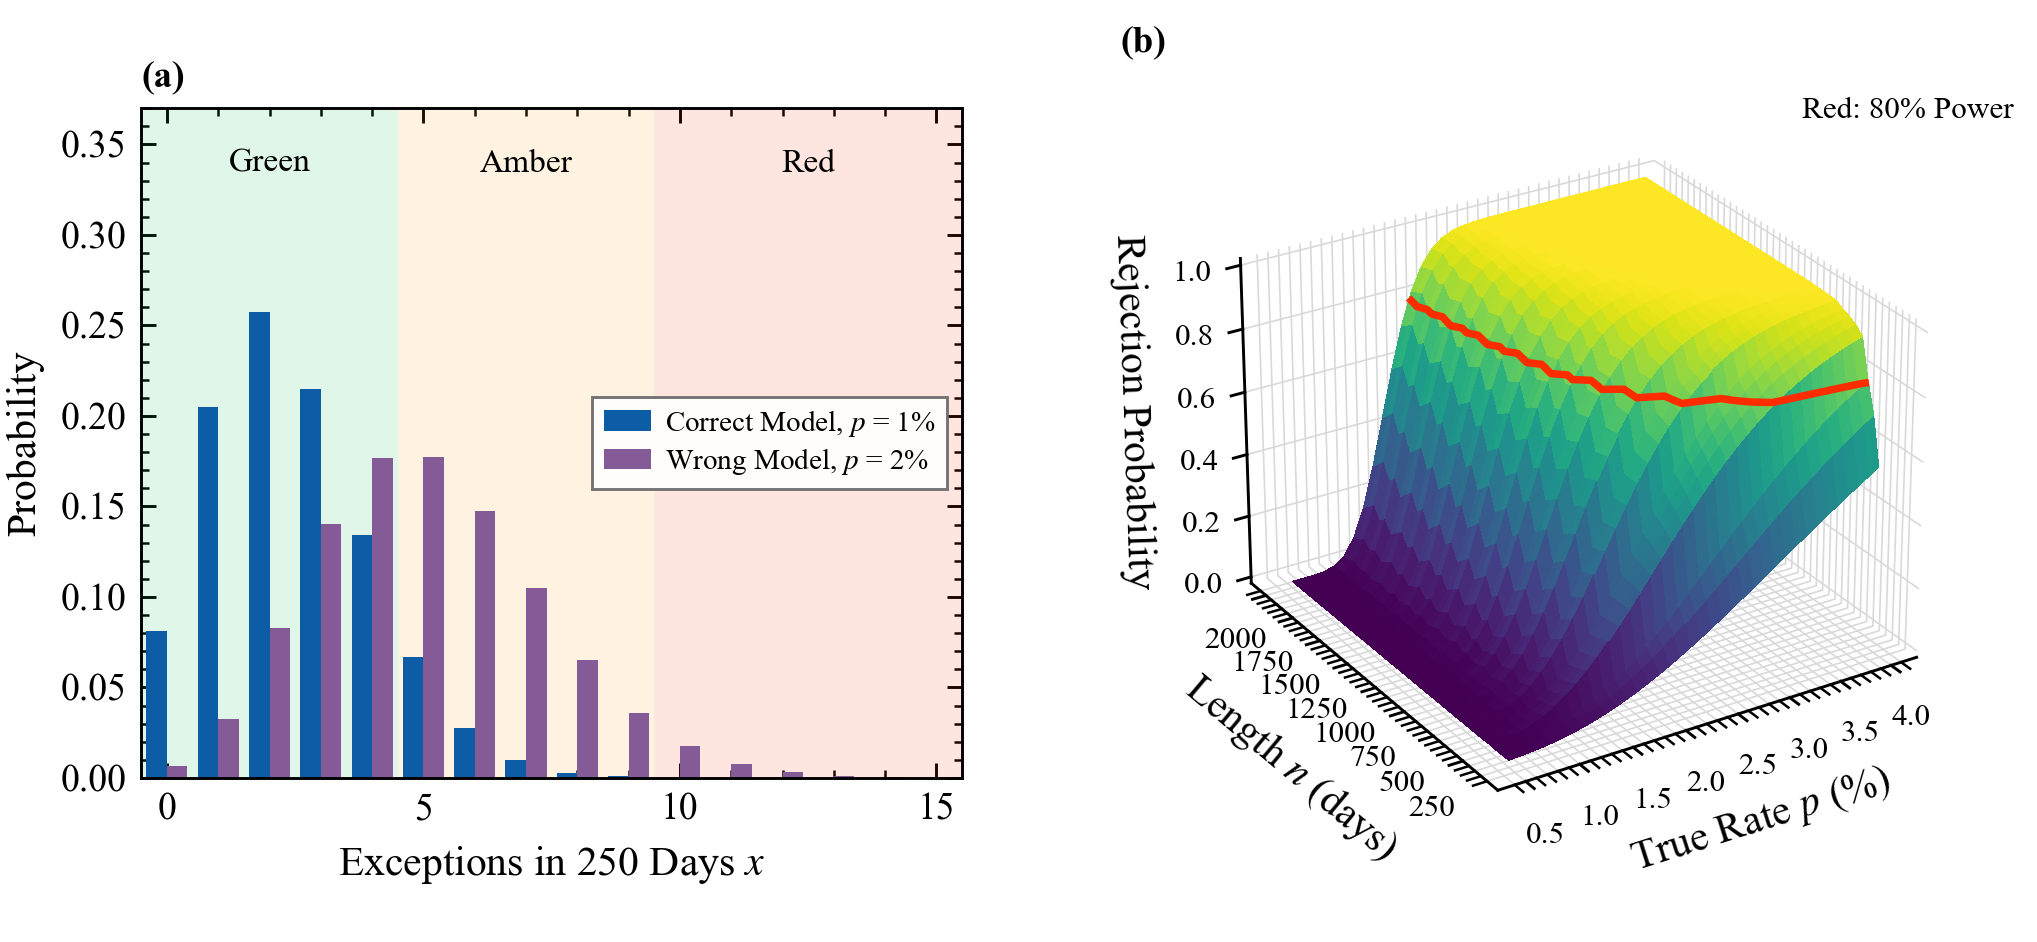 (a)
Green
Amber
Red
Correct Model, p = 1%
Wrong Model, p = 2%
0.35
0.30
0.25
0.20
0.15
0.10
0.05
0.00
Probability
0
5
10
15
Exceptions in 250 Days x
(b)
Red: 80% Power
1.0
0.8
0.6
0.4
0.2
0.0
Rejection Probability
2000
1750
1500
1250
1000
750
500
250
Length n (days)
0.5
1.0
1.5
2.0
2.5
3.0
3.5
4.0
True Rate p (%)